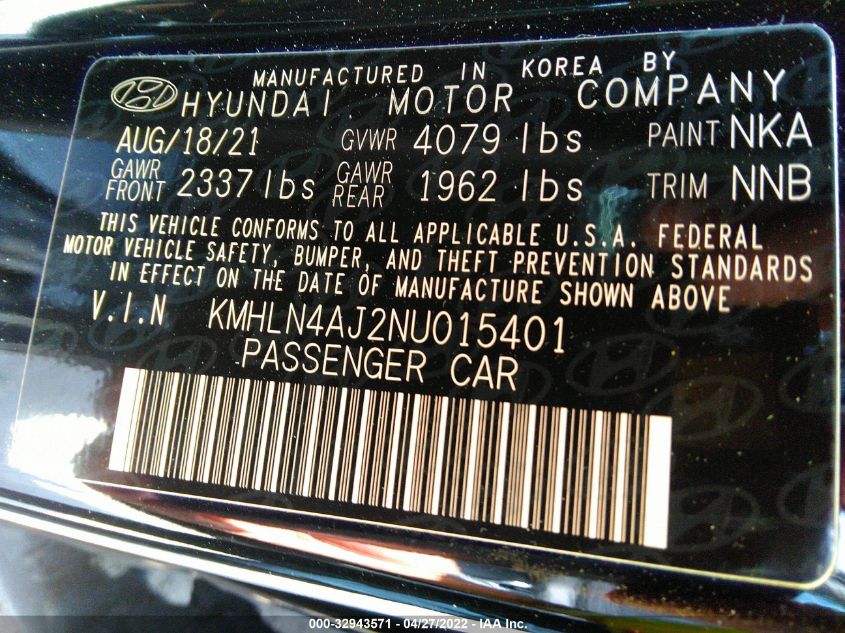 MANUFACTURED IN KOREA BY
HYUNDAI MOTOR COMPANY
AUG/18/21 GVWR 4079 lbs PAINT NKA
GAWR FRONT 2337 lbs GAWR REAR 1962 lbs TRIM NNB
THIS VEHICLE CONFORMS TO ALL APPLICABLE U.S.A. FEDERAL
MOTOR VEHICLE SAFETY, BUMPER, AND THEFT PREVENTION STANDARDS
IN EFFECT ON THE DATE OF MANUFACTURE SHOWN ABOVE
V.I.N KMHLN4AJ2NU015401
PASSENGER CAR
000-32943571 - 04/27/2022 - IAA Inc.